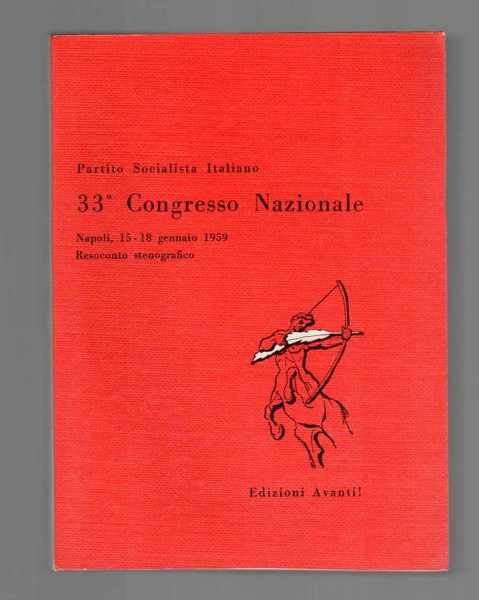 Partito Socialista Italiano
33° Congresso Nazionale
Napoli, 15-18 gennaio 1959
Resoconto stenografico
Edizioni Avanti!